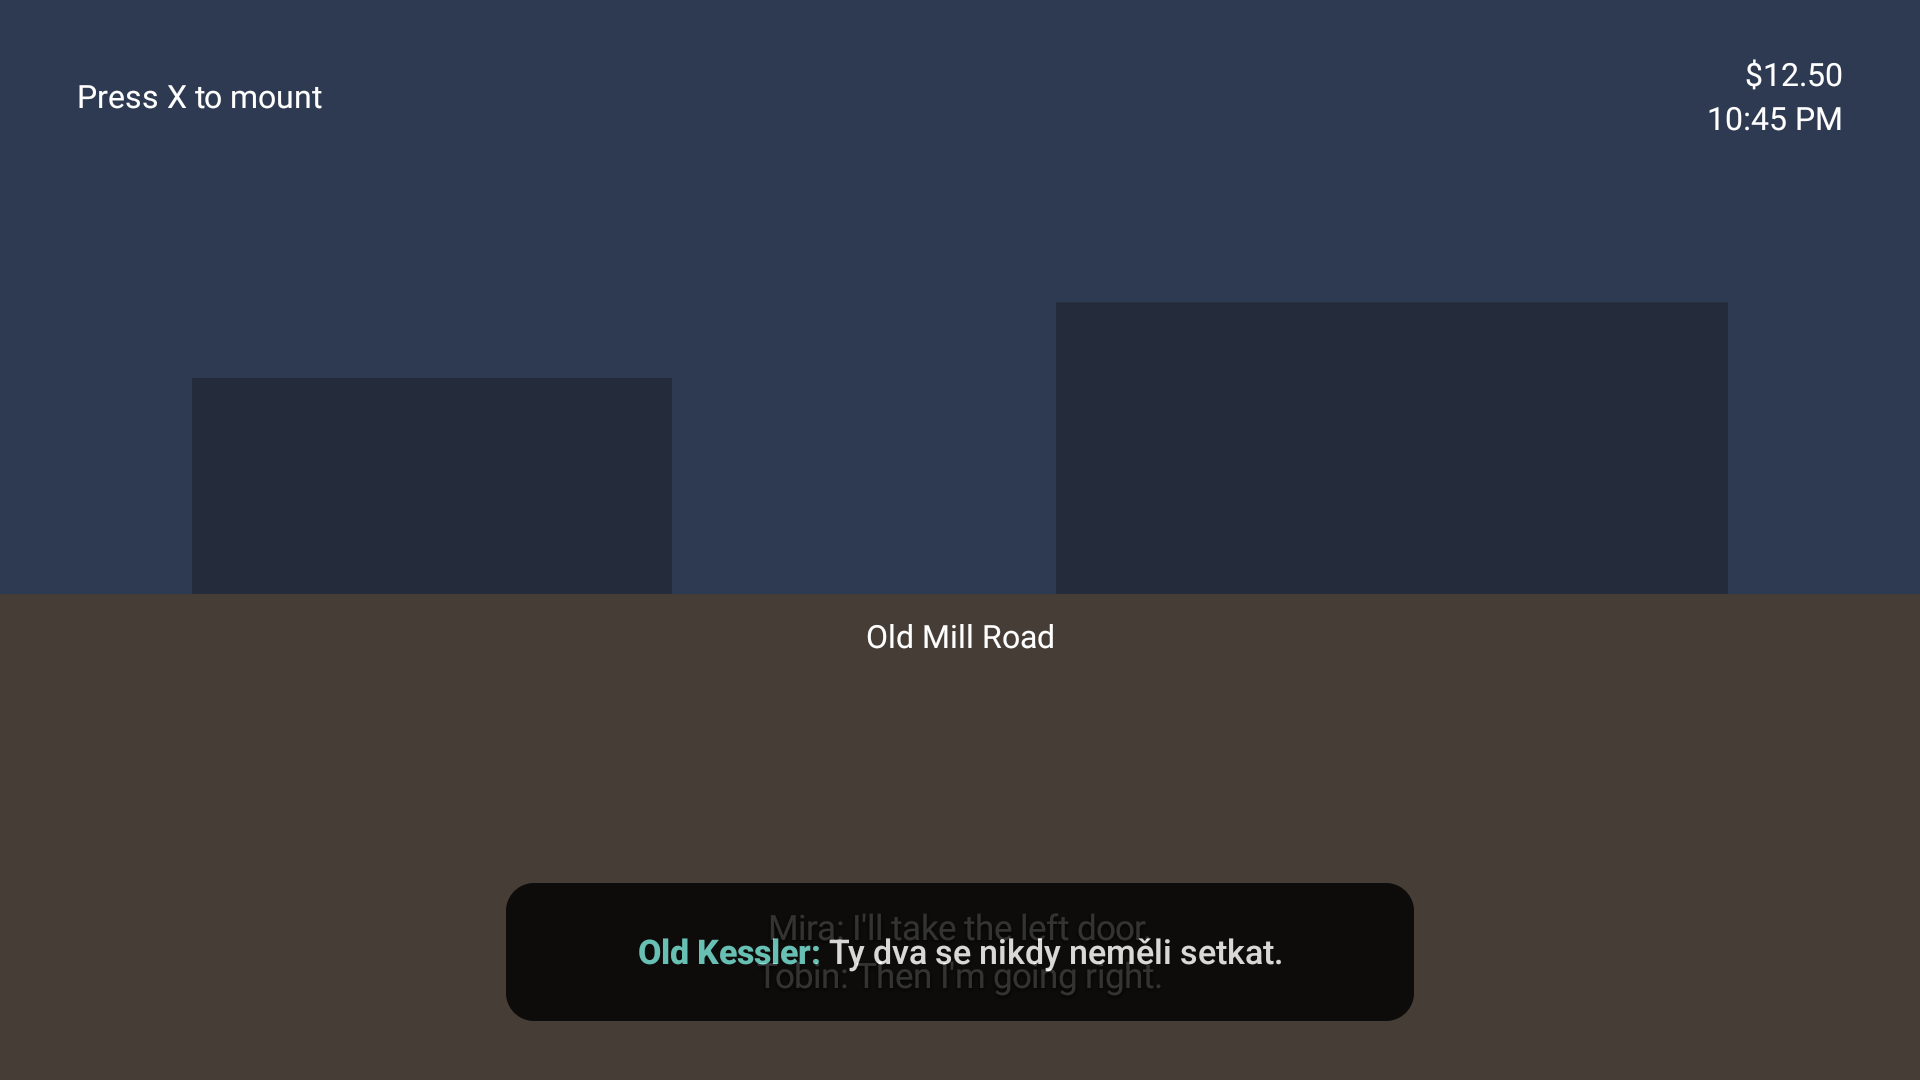 Press X to mount
$12.50
10:45 PM
Old Mill Road
Mira: I'll take the left door.
Old Kessler: Ty dva se nikdy neměli setkat.
Tobin: Then I'm going right.